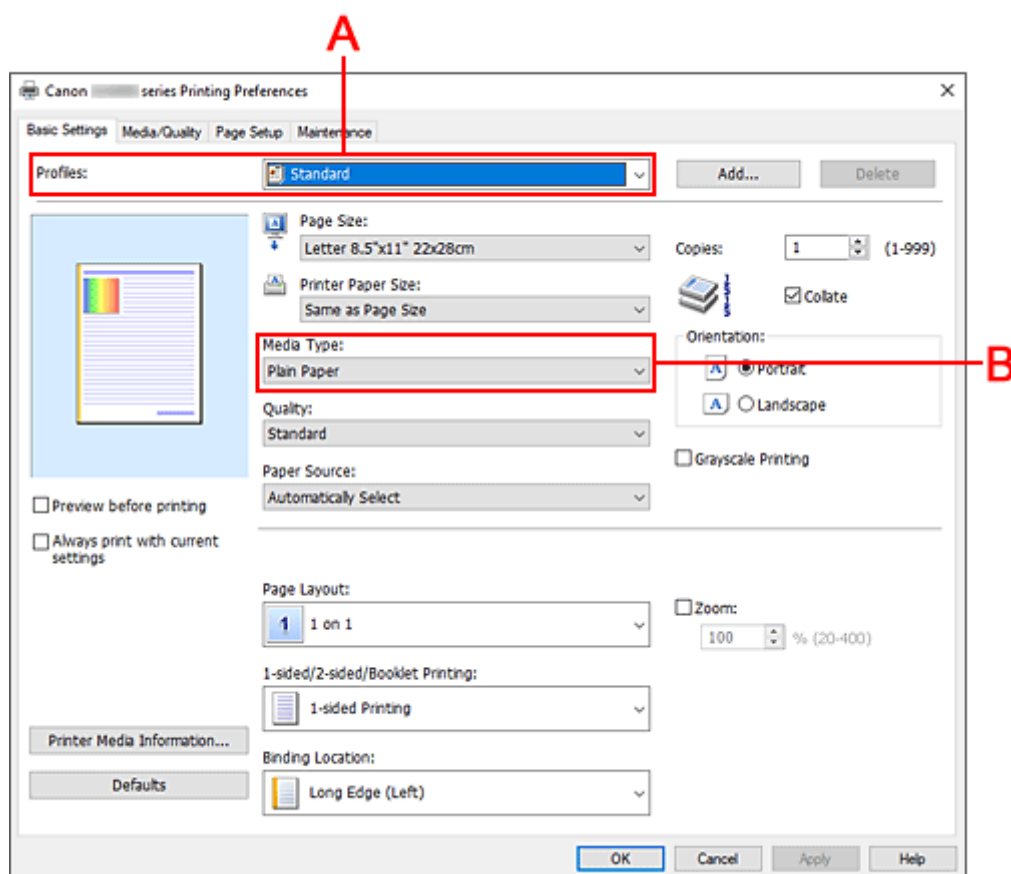 A
Canon series Printing Preferences
Basic Settings Media/Quality Page Setup Maintenance
Profiles: Standard Add... Delete
Page Size:
Letter 8.5"x11" 22x28cm
Copies: 1 (1-999)
Printer Paper Size:
Same as Page Size
Collate
Media Type:
Plain Paper
Orientation:
Portrait
Landscape
B
Quality:
Standard
Grayscale Printing
Paper Source:
Automatically Select
Preview before printing
Always print with current
settings
Page Layout:
1 1 on 1
Zoom:
100 % (20-400)
1-sided/2-sided/Booklet Printing:
1-sided Printing
Printer Media Information...
Binding Location:
Defaults
Long Edge (Left)
OK Cancel Apply Help